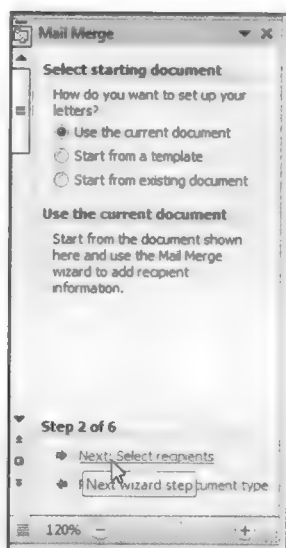 Mail Merge
Select starting document
How do you want to set up your
letters?
Use the current document
Start from a template
Start from existing document
Use the current document
Start from the document shown
here and use the Mail Merge
wizard to add recipient
information.
Step 2 of 6
Next: Select recipients
Next wizard step
cument type
120%